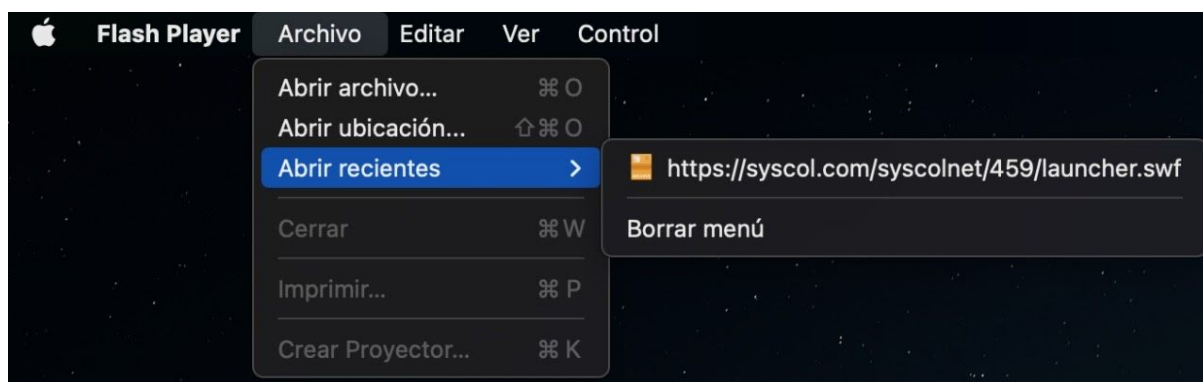 Flash Player Archivo Editar Ver Control
Abrir archivo... ⌘ O
Abrir ubicación... ⇧⌘ O
Abrir recientes >
https://syscol.com/syscolnet/459/launcher.swf
Borrar menú
Cerrar ⌘ W
Imprimir... ⌘ P
Crear Proyector... ⌘ K